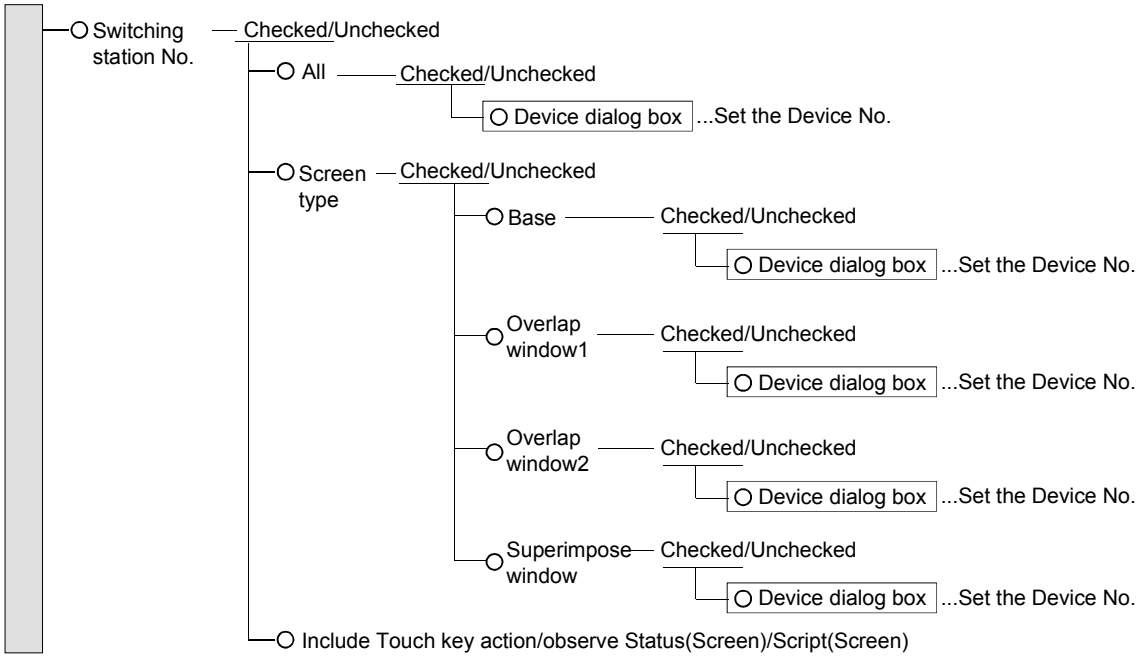 Switching station No. Checked/Unchecked
All Checked/Unchecked
Device dialog box ...Set the Device No.
Screen type Checked/Unchecked
Base Checked/Unchecked
Device dialog box ...Set the Device No.
Overlap window1 Checked/Unchecked
Device dialog box ...Set the Device No.
Overlap window2 Checked/Unchecked
Device dialog box ...Set the Device No.
Superimpose window Checked/Unchecked
Device dialog box ...Set the Device No.
Include Touch key action/observe Status(Screen)/Script(Screen)